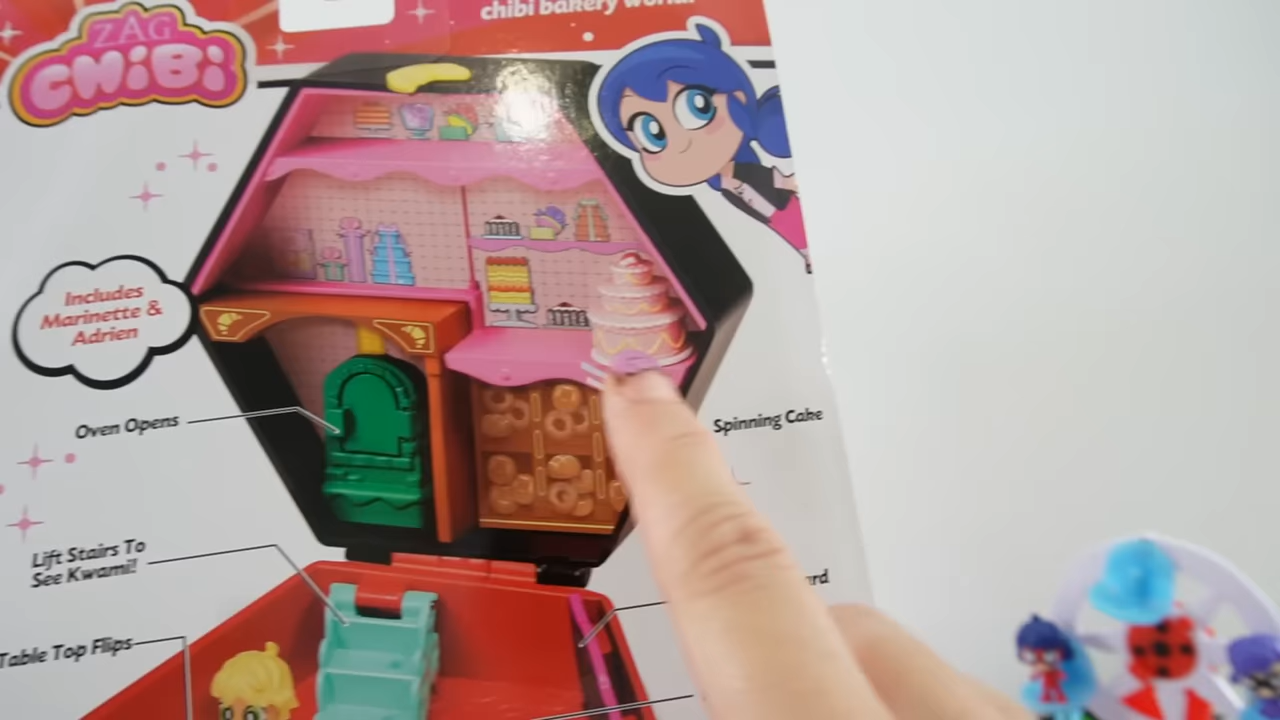 chibi bakery world!
ZAG
CHiBi
Includes
Marinette &
Adrien
Oven Opens
Spinning Cake
Lift Stairs To
See Kwami!
Table Top Flips